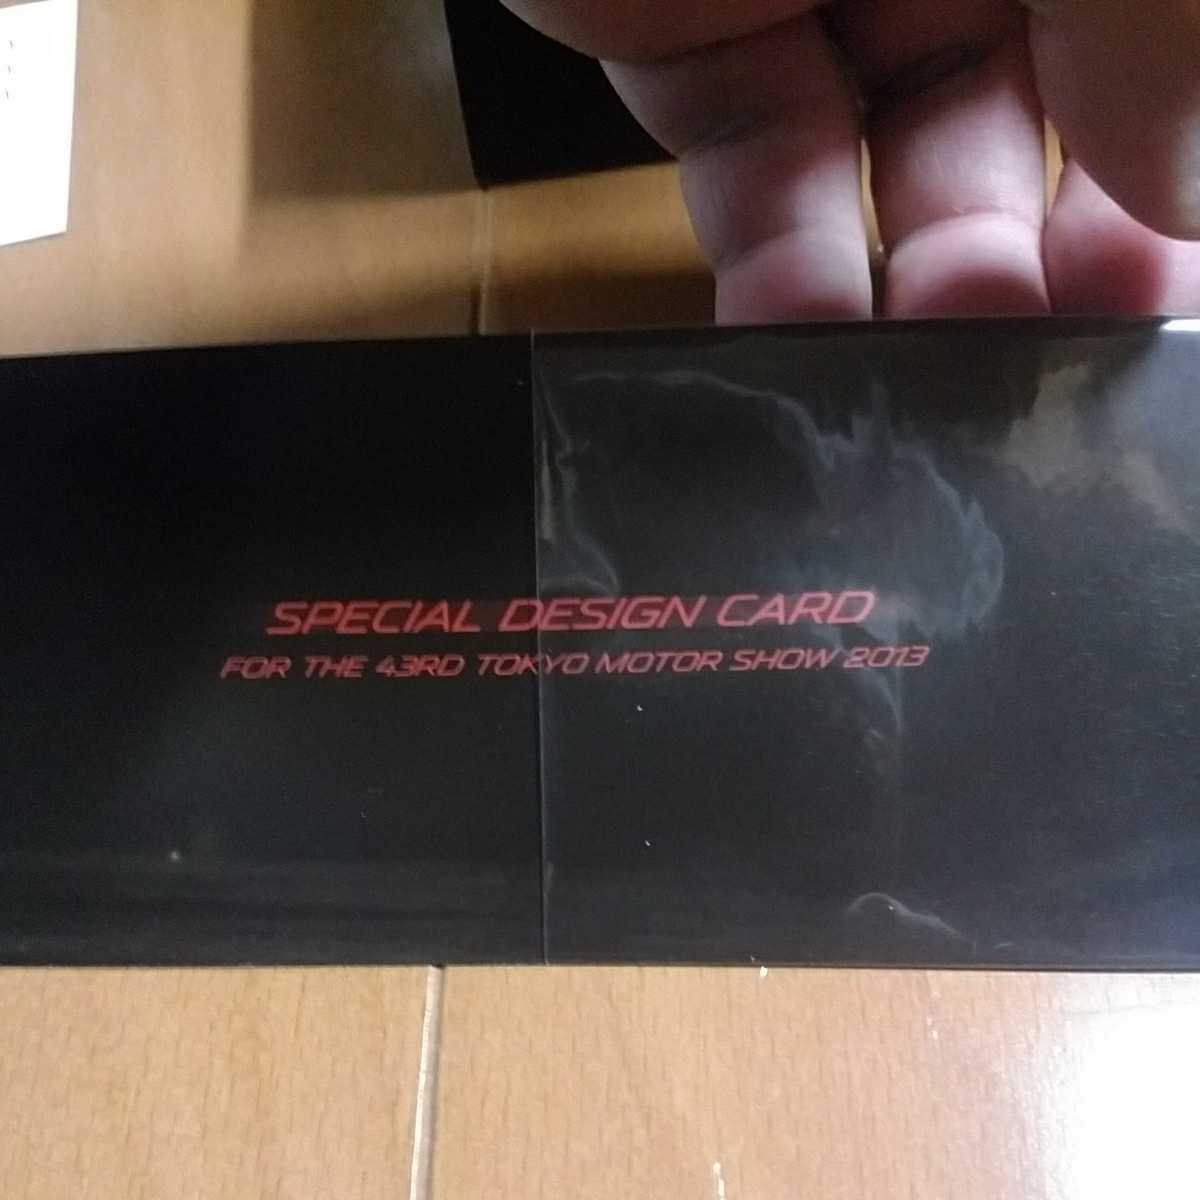 SPECIAL DESIGN CARD
FOR THE 43RD TOKYO MOTOR SHOW 2013